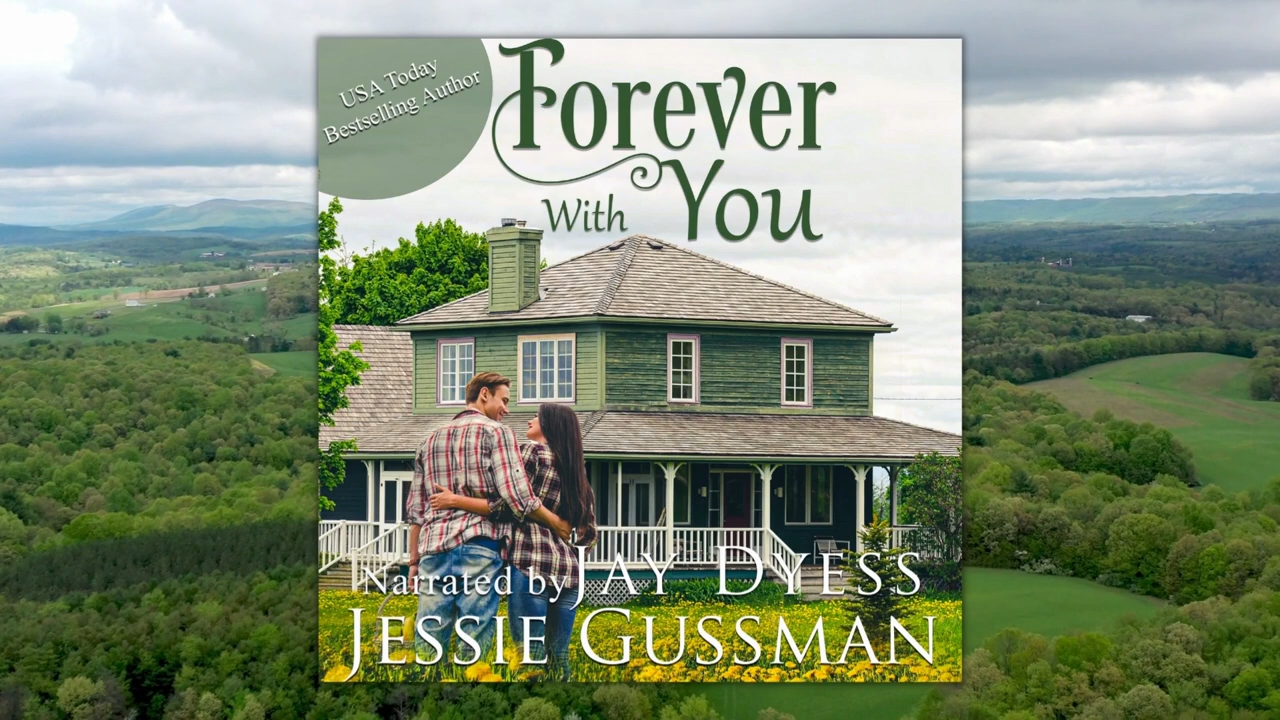 USA Today
Bestselling Author
Forever
With You
Narrated by Jay Dyess
Jessie Gussman